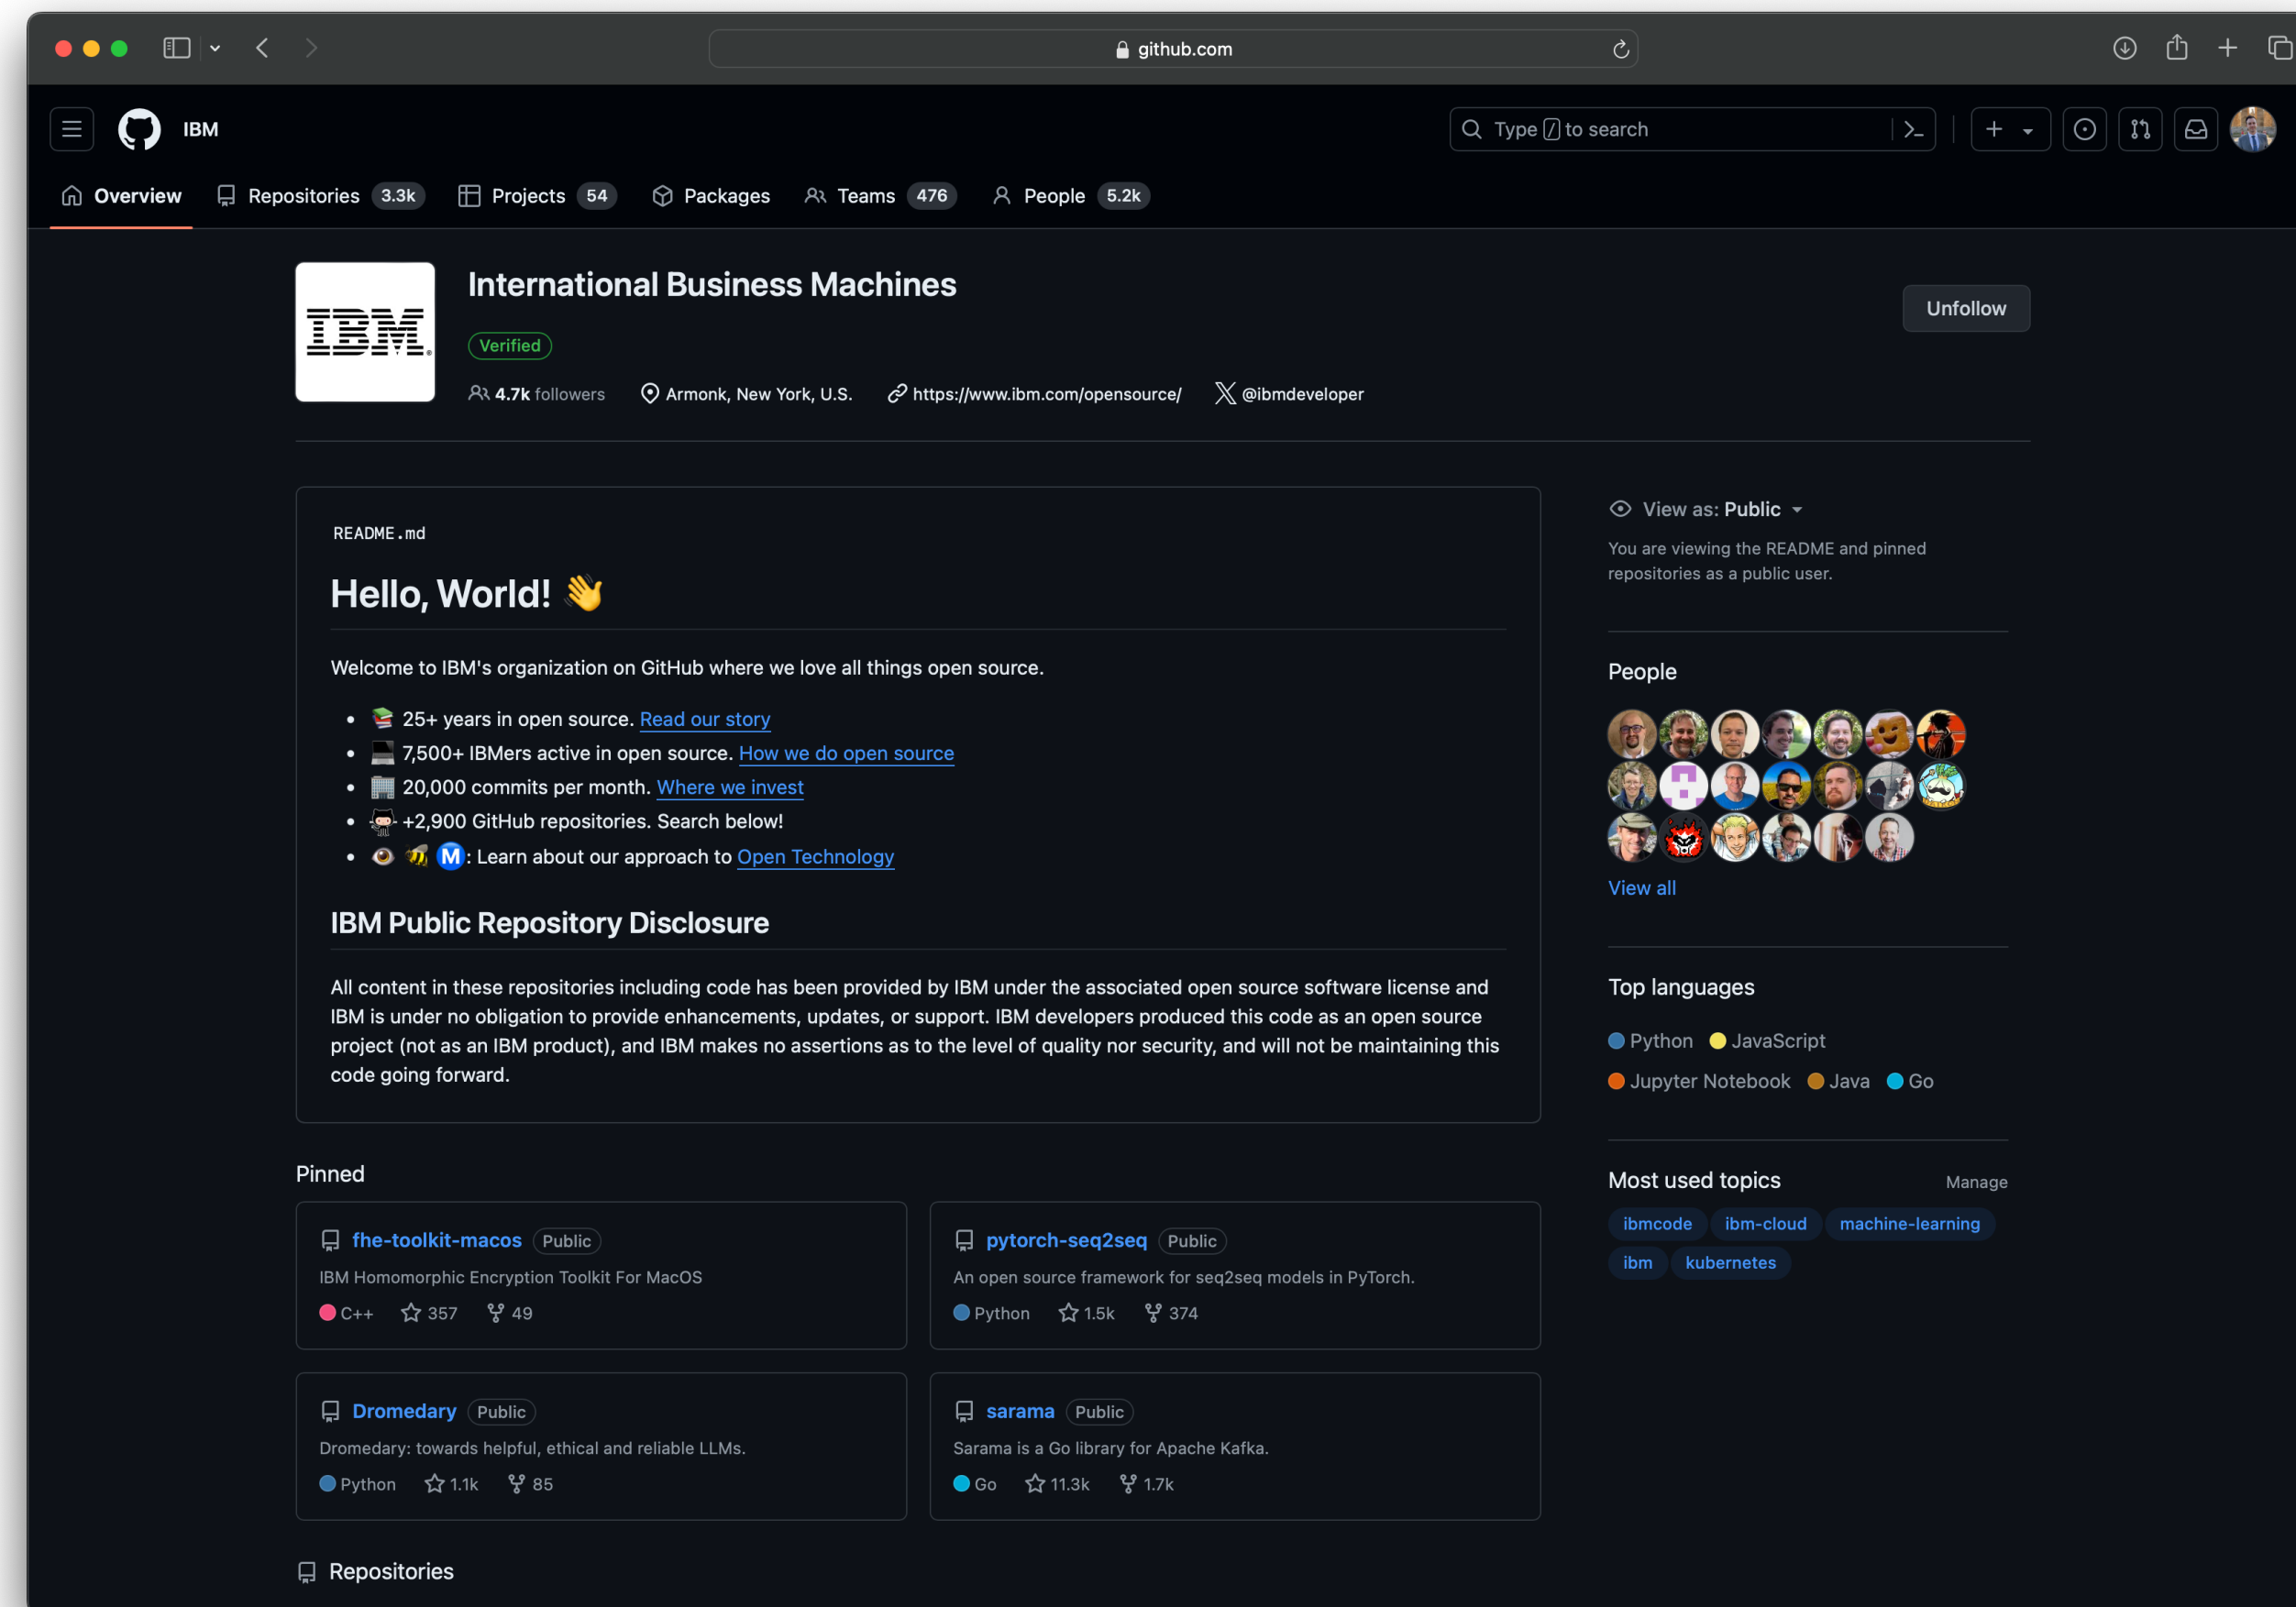 github.com
IBM
Type / to search
Overview Repositories 3.3k Projects 54 Packages Teams 476 People 5.2k
IBM
International Business Machines
Unfollow
Verified
4.7k followers Armonk, New York, U.S. https://www.ibm.com/opensource/ @ibmdeveloper
README.md
Hello, World! 👋
Welcome to IBM's organization on GitHub where we love all things open source.
25+ years in open source. Read our story
7,500+ IBMers active in open source. How we do open source
20,000 commits per month. Where we invest
+2,900 GitHub repositories. Search below!
👁️ 🐝 Ⓜ️: Learn about our approach to Open Technology
IBM Public Repository Disclosure
All content in these repositories including code has been provided by IBM under the associated open source software license and
IBM is under no obligation to provide enhancements, updates, or support. IBM developers produced this code as an open source
project (not as an IBM product), and IBM makes no assertions as to the level of quality nor security, and will not be maintaining this
code going forward.
View as: Public
You are viewing the README and pinned
repositories as a public user.
People
View all
Top languages
Python JavaScript
Jupyter Notebook Java Go
Most used topics Manage
ibmcode ibm-cloud machine-learning
ibm kubernetes
Pinned
fhe-toolkit-macos Public
IBM Homomorphic Encryption Toolkit For MacOS
C++ 357 49
pytorch-seq2seq Public
An open source framework for seq2seq models in PyTorch.
Python 1.5k 374
Dromedary Public
Dromedary: towards helpful, ethical and reliable LLMs.
Python 1.1k 85
sarama Public
Sarama is a Go library for Apache Kafka.
Go 11.3k 1.7k
Repositories